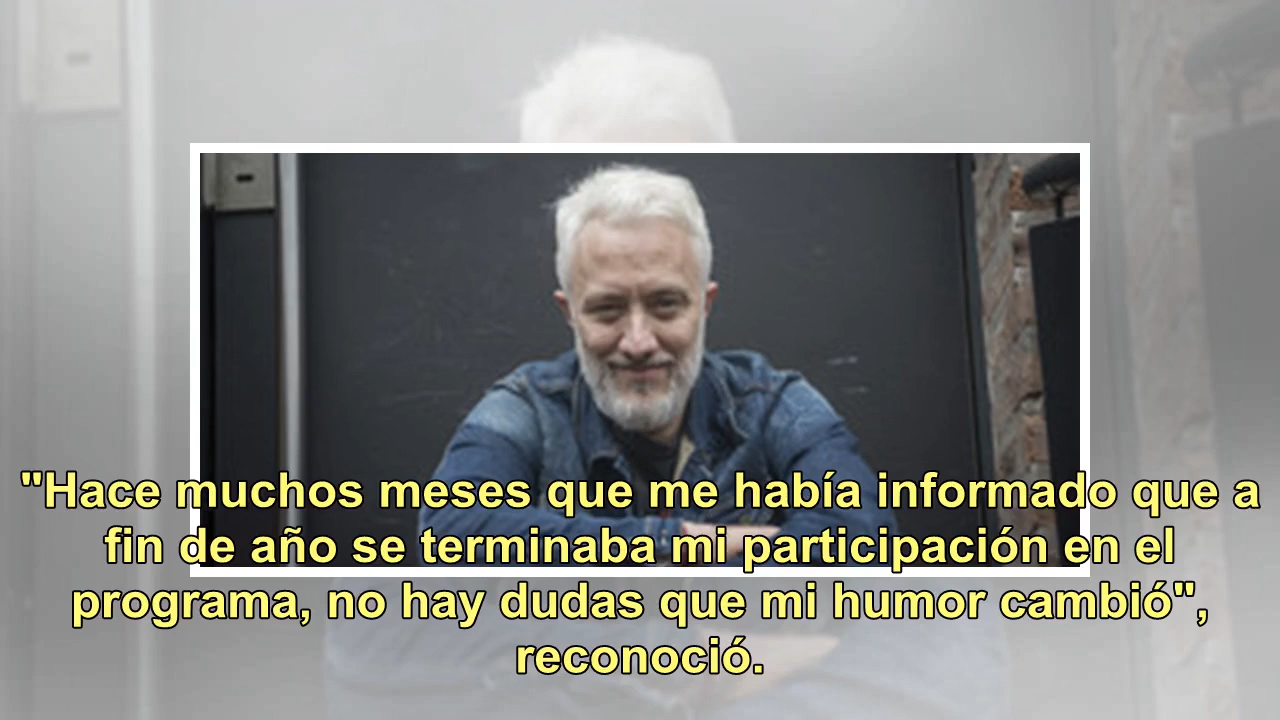 "Hace muchos meses que me había informado que a
fin de año se terminaba mi participación en el
programa, no hay dudas que mi humor cambió",
reconoció.